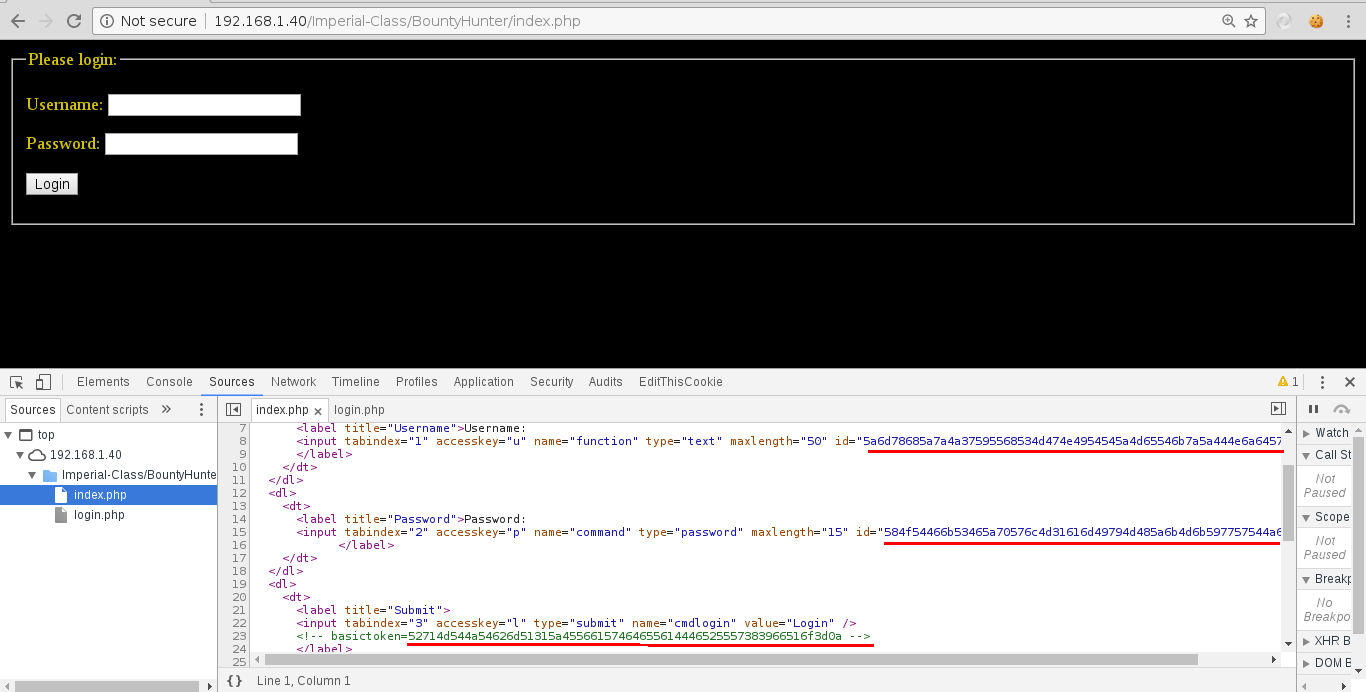 Not secure 192.168.1.40/Imperial-Class/BountyHunter/index.php
Please login:
Username:
Password:
Login
Elements Console Sources Network Timeline Profiles Application Security Audits EditThisCookie 1
Sources Content scripts » index.php × login.php
top
192.168.1.40
Imperial-Class/BountyHunte
index.php
login.php
7 <label title="Username">Username:
8 <input tabindex="1" accesskey="u" name="function" type="text" maxlength="50" id="5a6d78685a7a4a37595568534d474e4954545a4d65546b7a5a444e6a6457
9 </label>
10 </dt>
11 </dl>
12 <dl>
13 <dt>
14 <label title="Password">Password:
15 <input tabindex="2" accesskey="p" name="command" type="password" maxlength="15" id="584f54466b53465a70576c4d31616d49794d485a6b4d6b597757544a6
16 </label>
17 </dt>
18 </dl>
19 <dl>
20 <dt>
21 <label title="Submit">
22 <input tabindex="3" accesskey="l" type="submit" name="cmdlogin" value="Login" />
23 <!-- basictoken=52714d544a54626d51315a45566157464655614446525557383966516f3d0a -->
24 </label>
25
{} Line 1, Column 1
Watch
Call St
Not
Paused
Scope
Not
Paused
Breakp
No
Breakpo
XHR B
DOM B